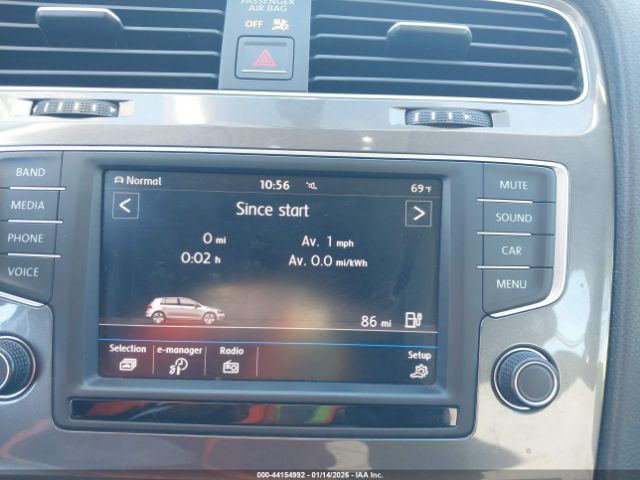 PASSENGER
AIR BAG
OFF
BAND
MEDIA
PHONE
VOICE
Normal
10:56
69 °F
Since start
0 mi
Av. 1 mph
0:02 h
Av. 0.0 mi/kWh
86 mi
Selection
e-manager
Radio
Setup
MUTE
SOUND
CAR
MENU
000-44154992 - 01/14/2026 - Copyright © IAA Inc.